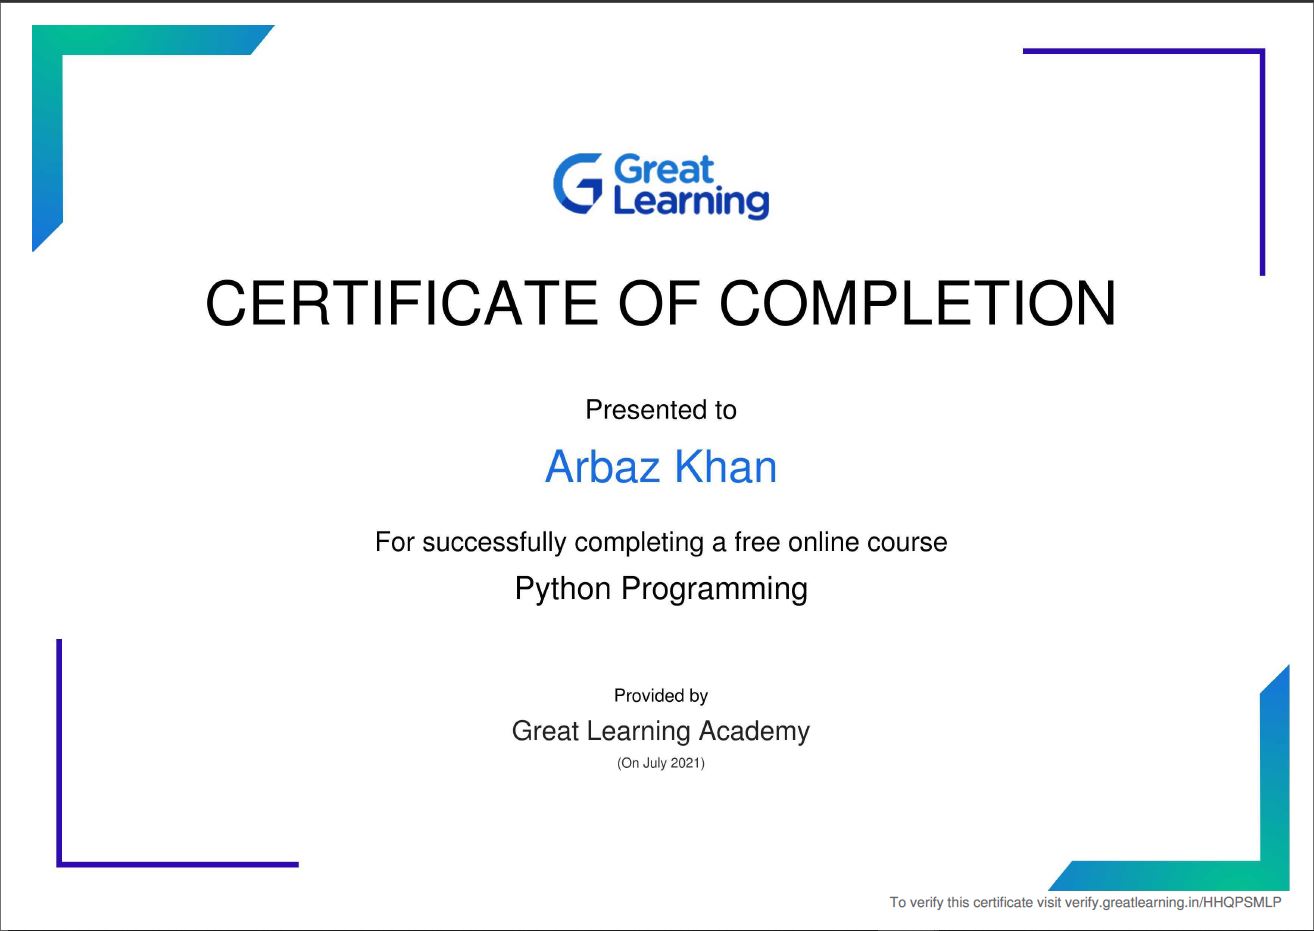 Great
Learning
CERTIFICATE OF COMPLETION
Presented to
Arbaz Khan
For successfully completing a free online course
Python Programming
Provided by
Great Learning Academy
(On July 2021)
To verify this certificate visit verify.greatlearning.in/HHQPSMLP